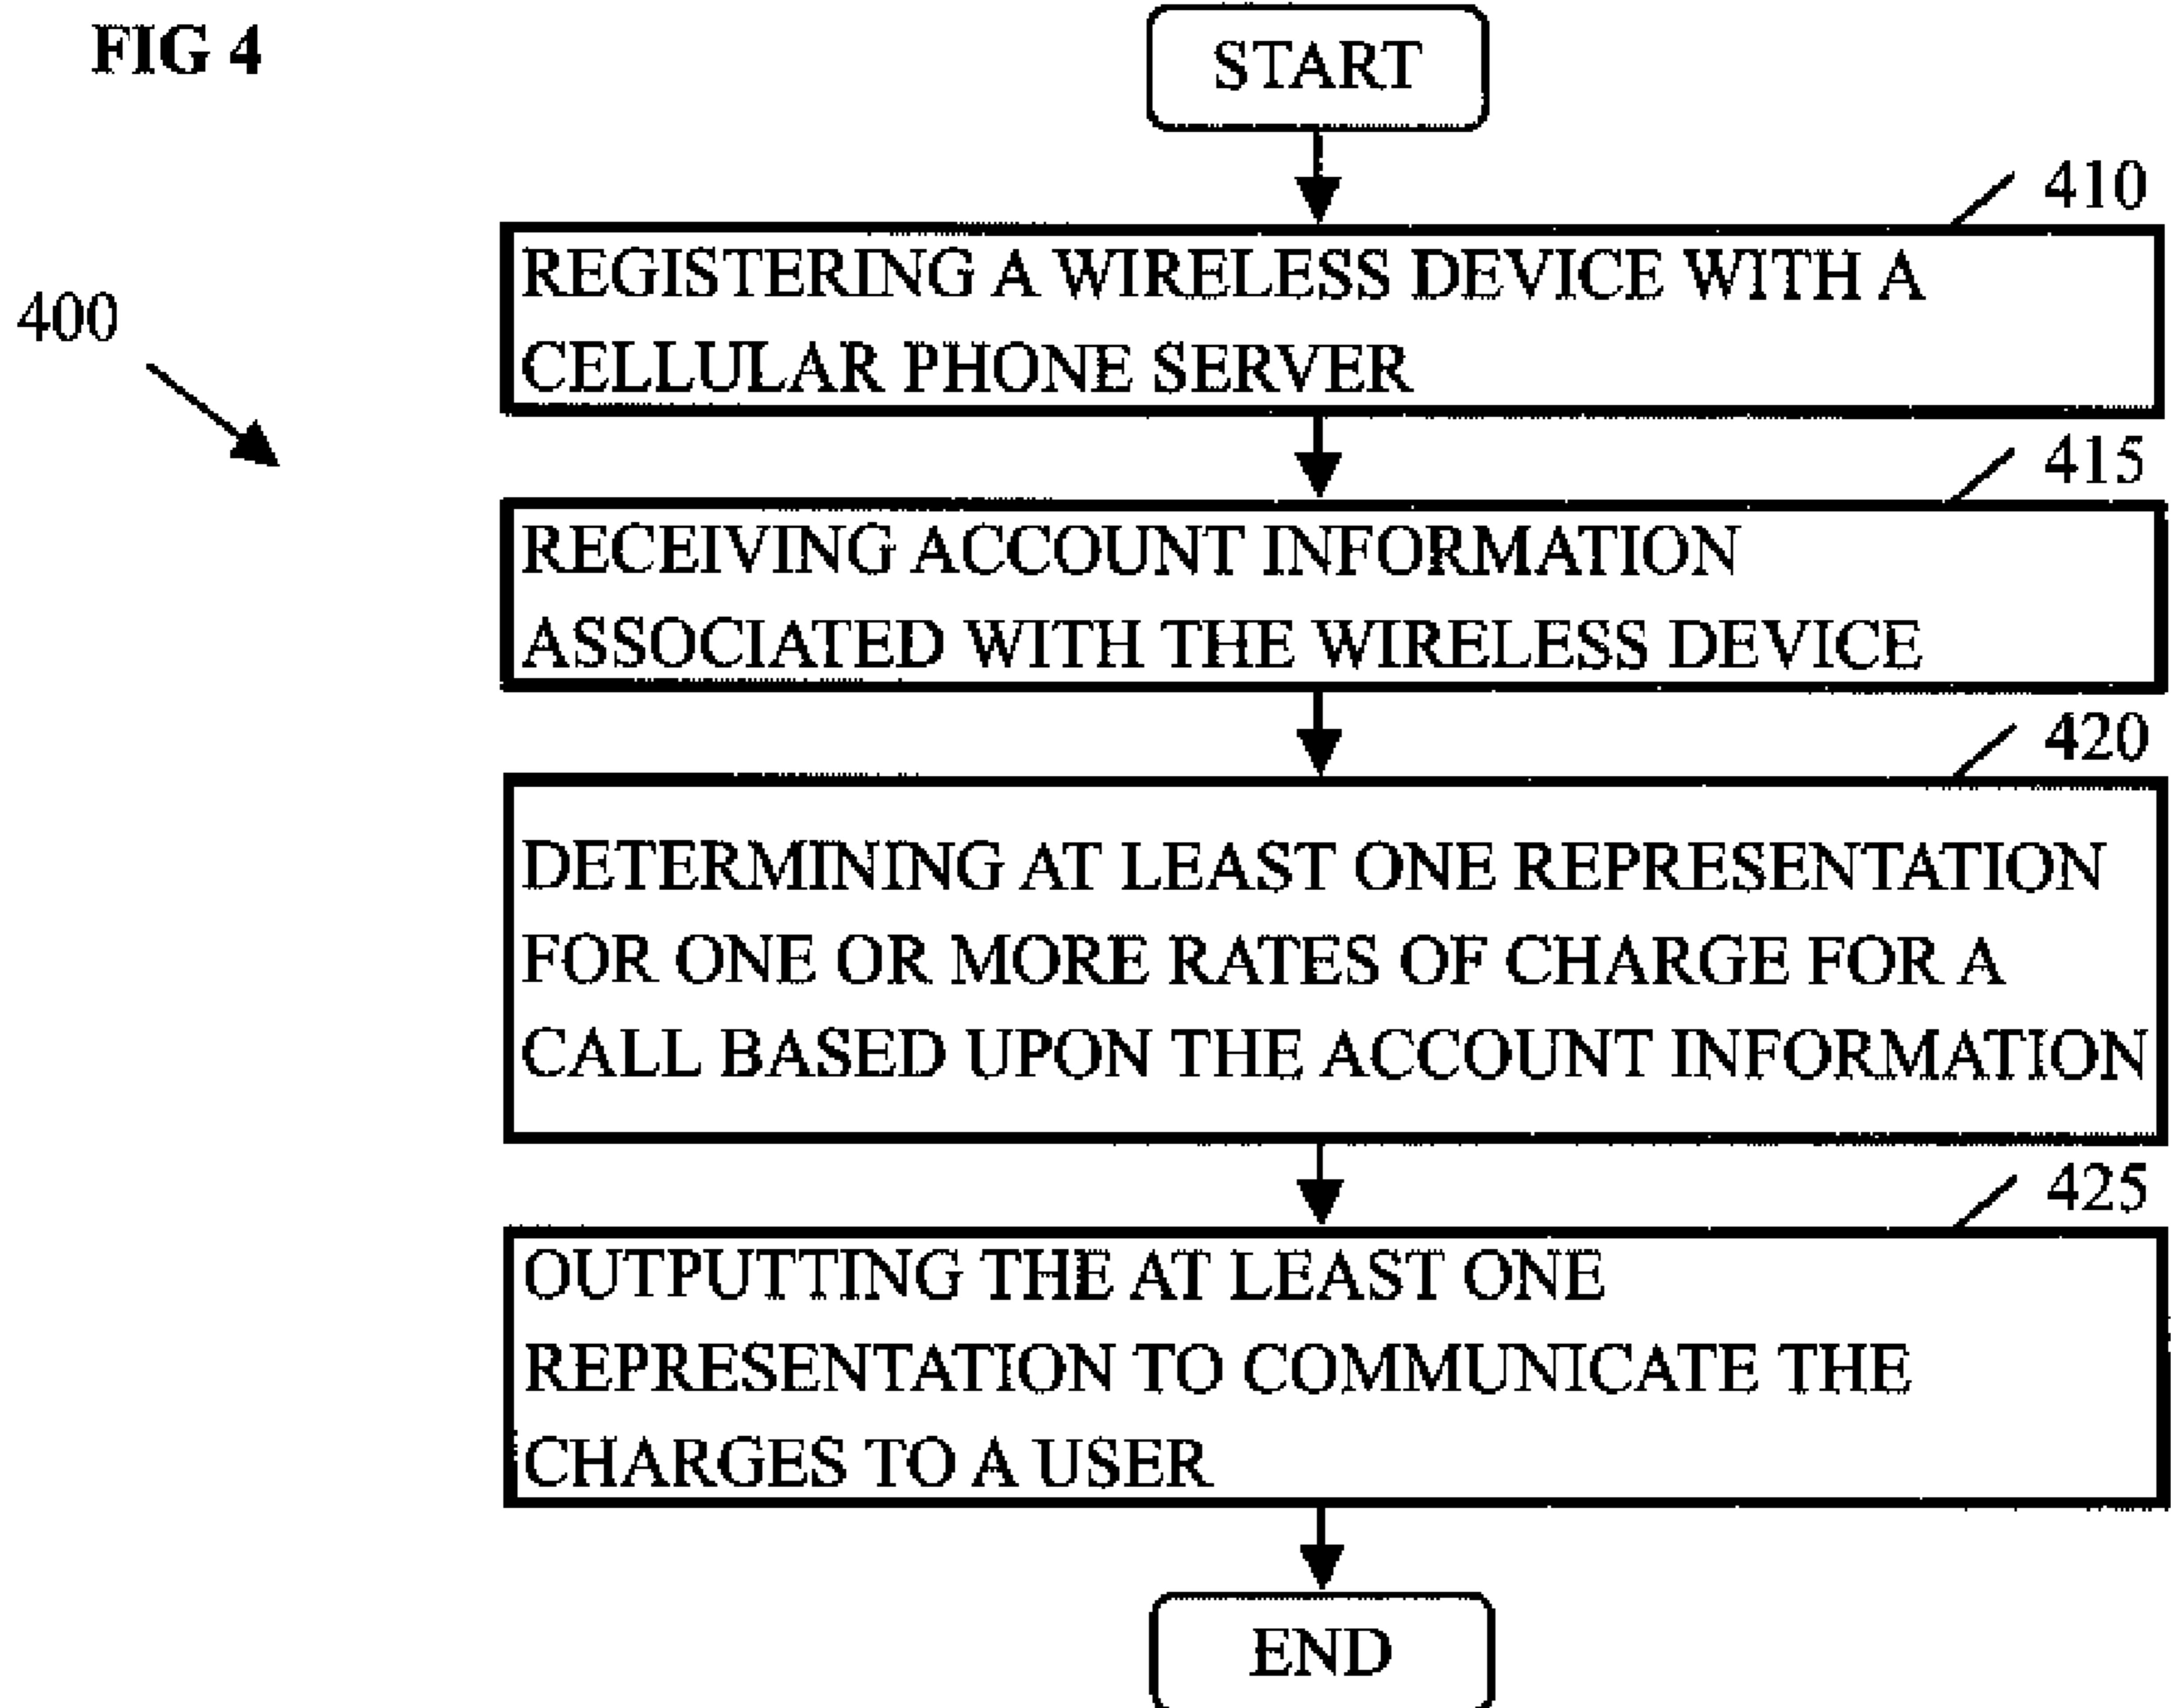 FIG 4
START
410
REGISTERING A WIRELESS DEVICE WITH A
CELLULAR PHONE SERVER
400
415
RECEIVING ACCOUNT INFORMATION
ASSOCIATED WITH THE WIRELESS DEVICE
420
DETERMINING AT LEAST ONE REPRESENTATION
FOR ONE OR MORE RATES OF CHARGE FOR A
CALL BASED UPON THE ACCOUNT INFORMATION
425
OUTPUTTING THE AT LEAST ONE
REPRESENTATION TO COMMUNICATE THE
CHARGES TO A USER
END